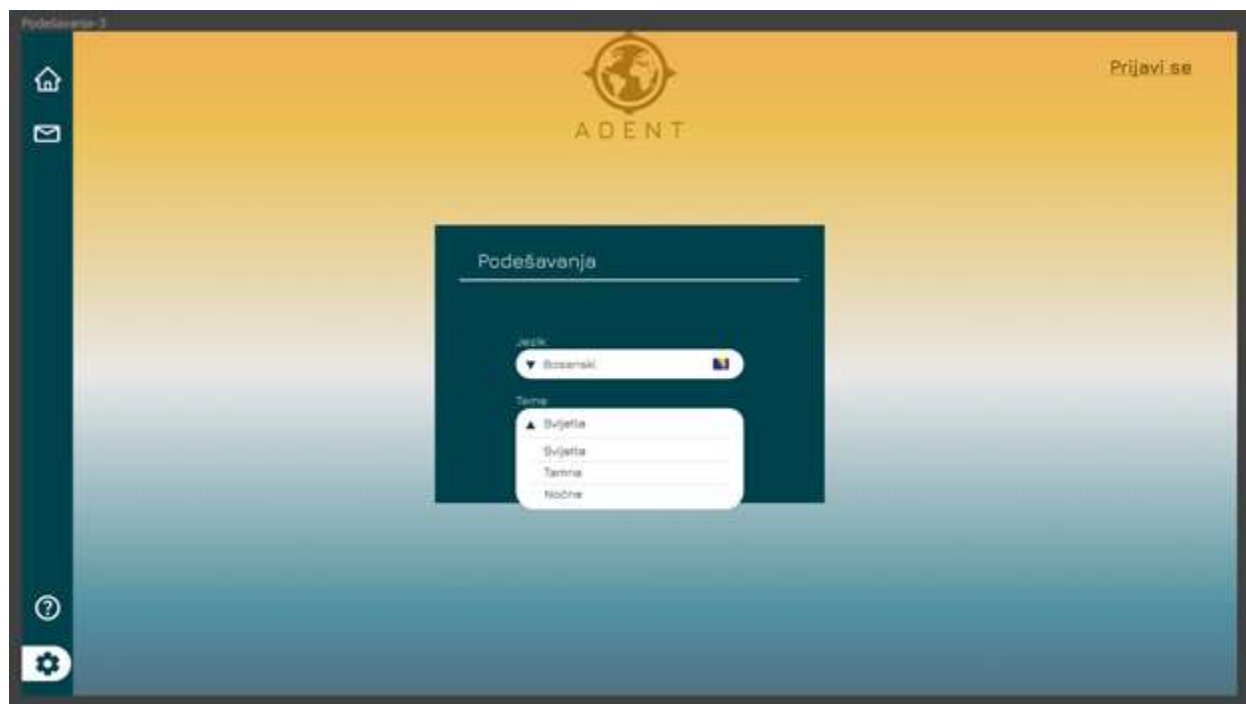 Podešavanja-3
Prijavi se
ADENT
Podešavanja
Jezik
Bosanski
Tema
Svijetla
Svijetla
Tamna
Noćna